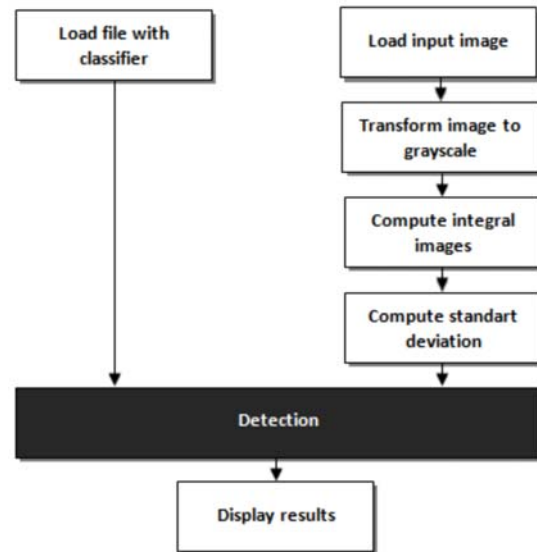 Load file with
classifier
Load input image
Transform image to
grayscale
Compute integral
images
Compute standart
deviation
Detection
Display results